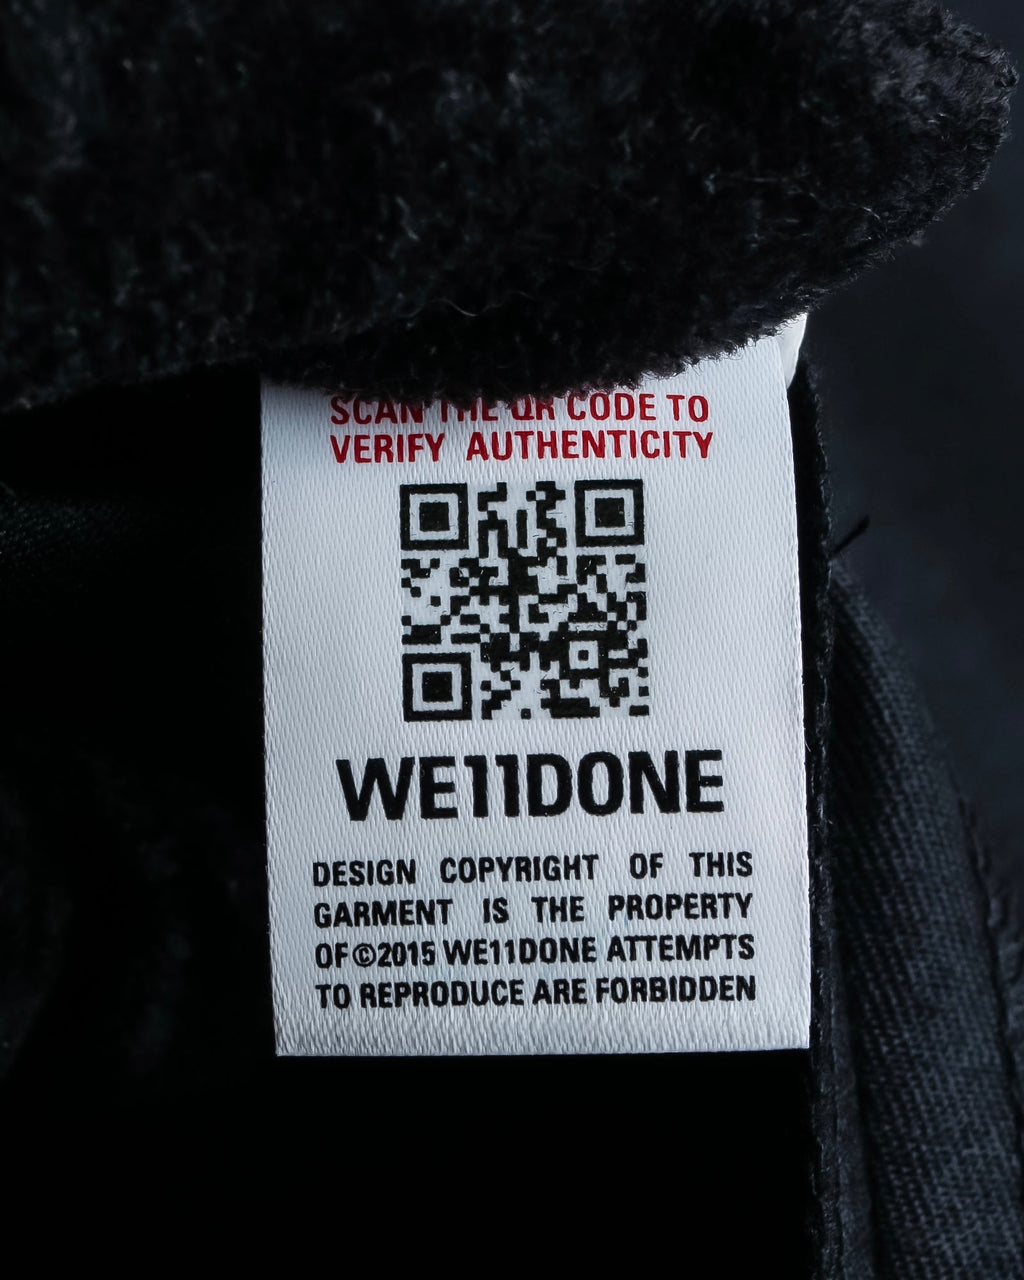 SCAN THE QR CODE TO
VERIFY AUTHENTICITY
WE11DONE
DESIGN COPYRIGHT OF THIS
GARMENT IS THE PROPERTY
OF ©2015 WE11DONE ATTEMPTS
TO REPRODUCE ARE FORBIDDEN